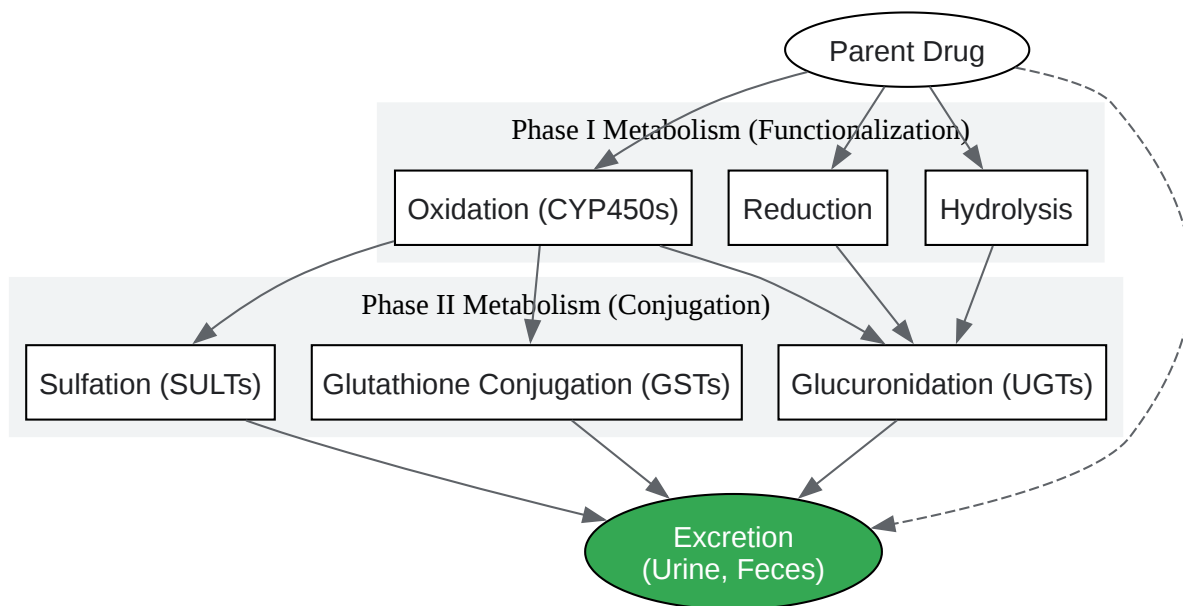 Parent Drug
Phase I Metabolism (Functionalization)
Oxidation (CYP450s)
Reduction
Hydrolysis
Phase II Metabolism (Conjugation)
Sulfation (SULTs)
Glutathione Conjugation (GSTs)
Glucuronidation (UGTs)
Excretion
(Urine, Feces)